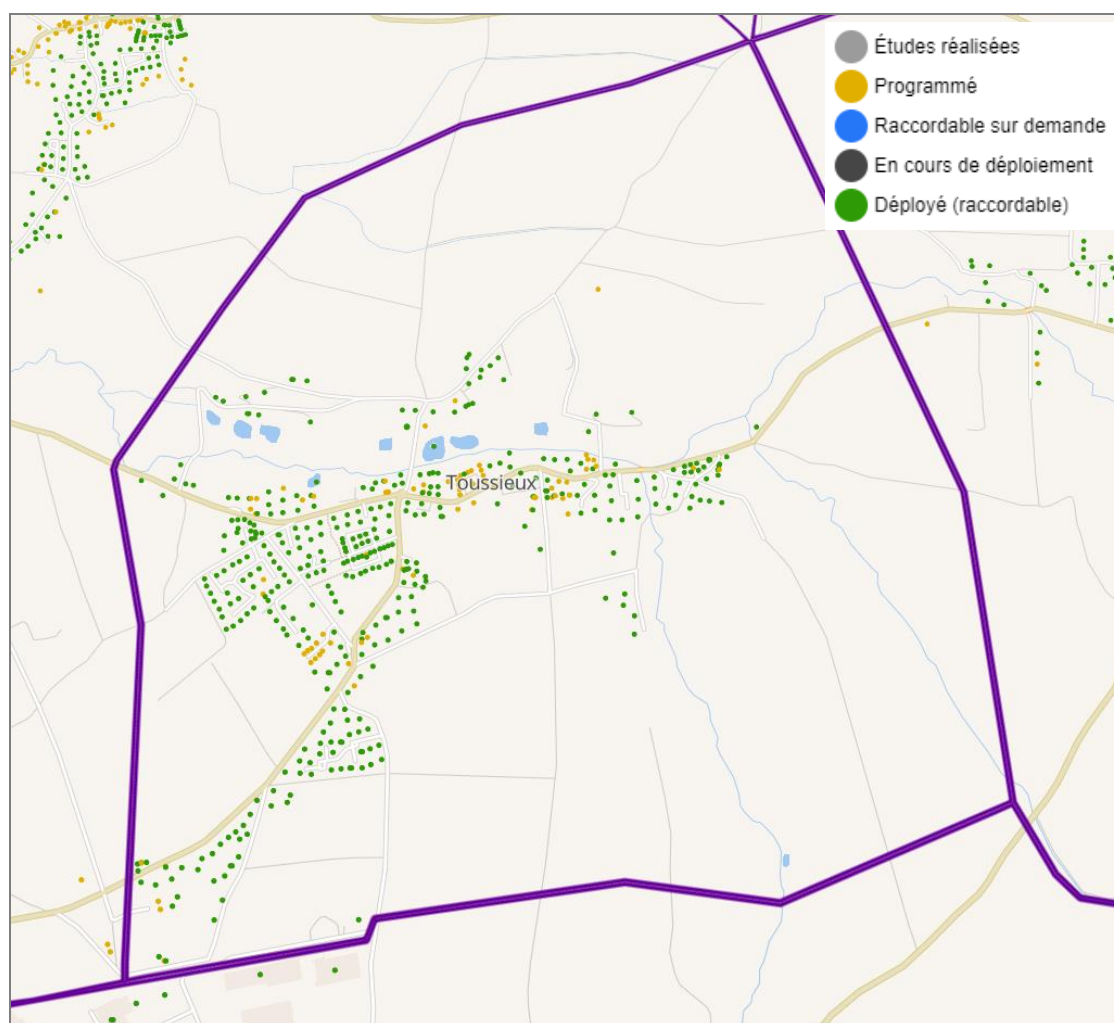 Études réalisées
Programmé
Raccordable sur demande
En cours de déploiement
Déployé (raccordable)
Toussieux